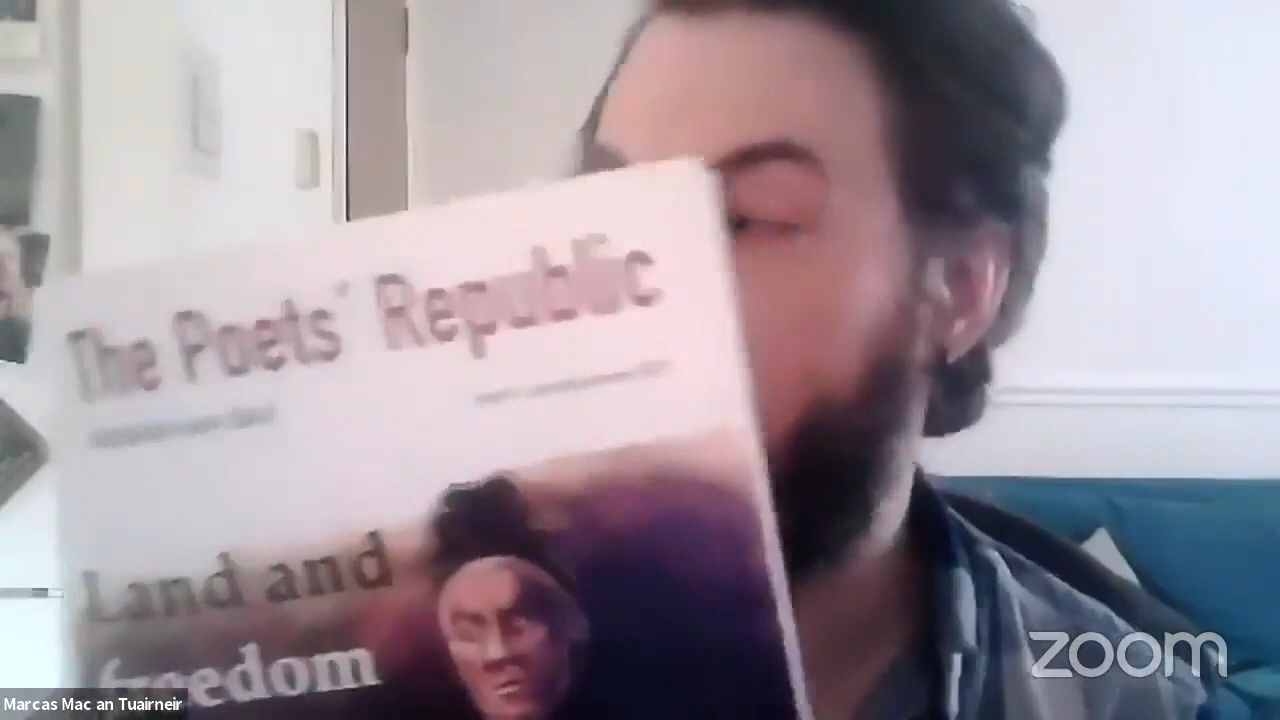 The Poets' Republic
Land and
freedom
zoom
Marcas Mac an Tuairneir